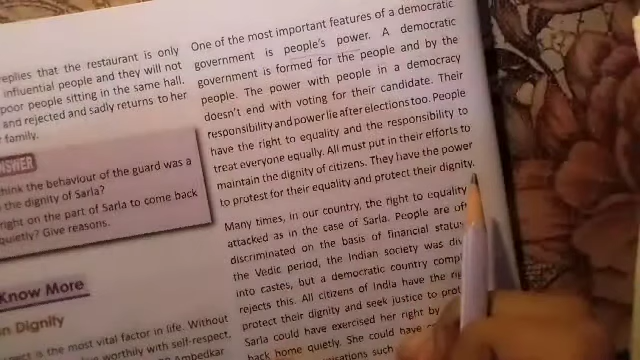 replies that the restaurant is only
influential people and they will not
poor people sitting in the same hall.
and rejected and sadly returns to her
family.
NSWER
hink the behaviour of the guard was a
the dignity of Sarla?
right on the part of Sarla to come back
quietly? Give reasons.
Know More
n Dignity
is the most vital factor in life. Without
worthily with self-respect.
Ambedkar
One of the most important features of a democratic
government is people's power. A democratic
government is formed for the people and by the
people. The power with people in a democracy
doesn't end with voting for their candidate. Their
responsibility and power lie after elections too. People
have the right to equality and the responsibility to
treat everyone equally. All must put in their efforts to
maintain the dignity of citizens. They have the power
to protest for their equality and protect their dignity.
Many times, in our country, the right to equality
attacked as in the case of Sarla. People are of
discriminated on the basis of financial status
the Vedic period, the Indian society was div
into castes, but a democratic country comp
rejects this. All citizens of India have the rig
protect their dignity and seek justice to prot
Sarla could have exercised her right by
back home quietly. She could have
such